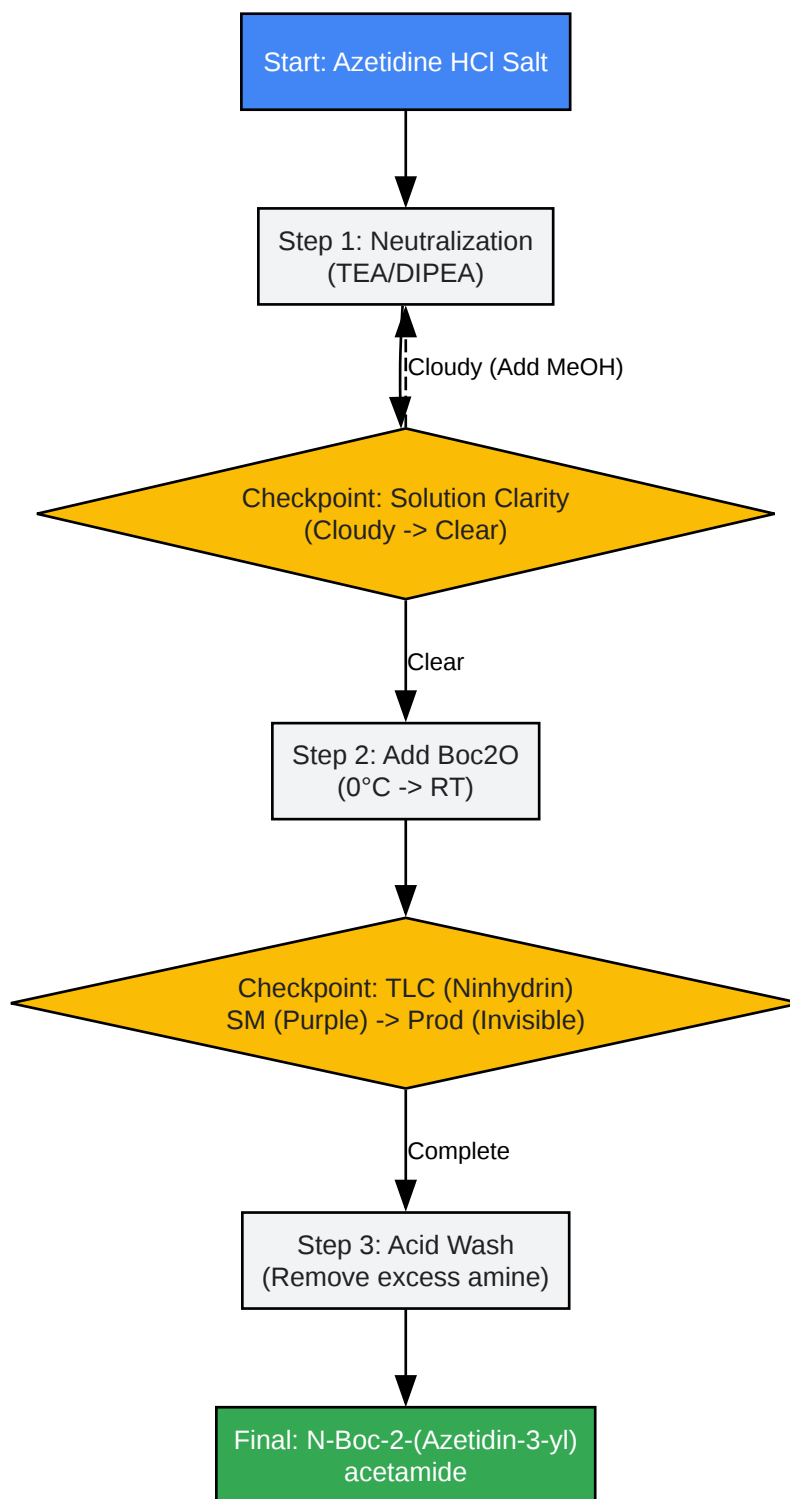 Start: Azetidine HCl Salt
Step 1: Neutralization
(TEA/DIPEA)
Cloudy (Add MeOH)
Checkpoint: Solution Clarity
(Cloudy -> Clear)
Clear
Step 2: Add Boc2O
(0°C -> RT)
Checkpoint: TLC (Ninhydrin)
SM (Purple) -> Prod (Invisible)
Complete
Step 3: Acid Wash
(Remove excess amine)
Final: N-Boc-2-(Azetidin-3-yl)
acetamide